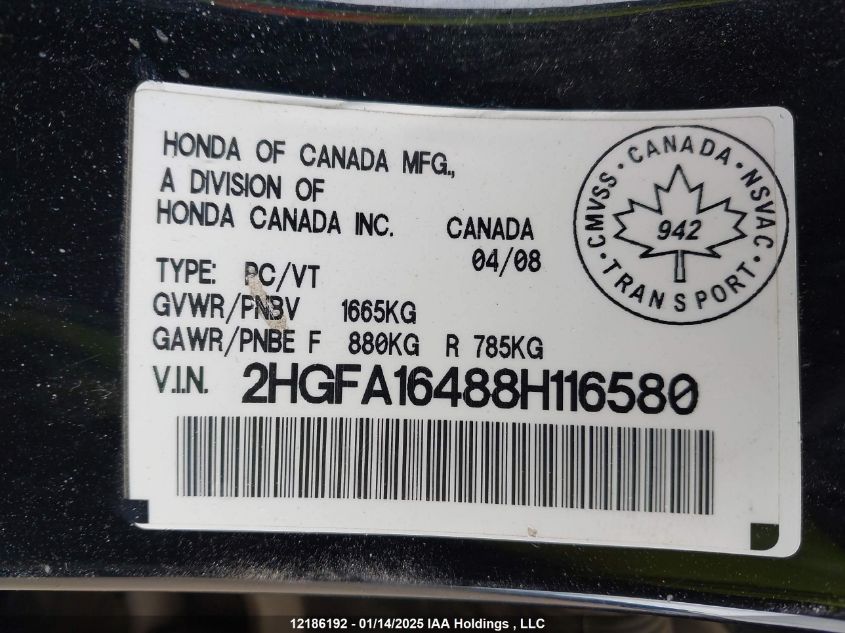 HONDA OF CANADA MFG.,
A DIVISION OF
HONDA CANADA INC. CANADA
04/08
TYPE: PC/VT
GVWR/PNBV 1665KG
GAWR/PNBE F 880KG R 785KG
V.I.N. 2HGFA16488H116580
CMVSS · CANADA · NSVAC
942
· TRANSPORT ·
12186192 - 01/14/2025 IAA Holdings , LLC